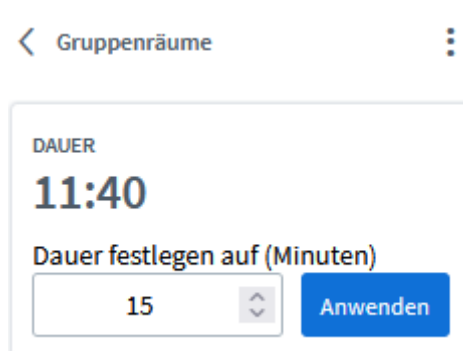 Gruppenräume
DAUER
11:40
Dauer festlegen auf (Minuten)
15
Anwenden